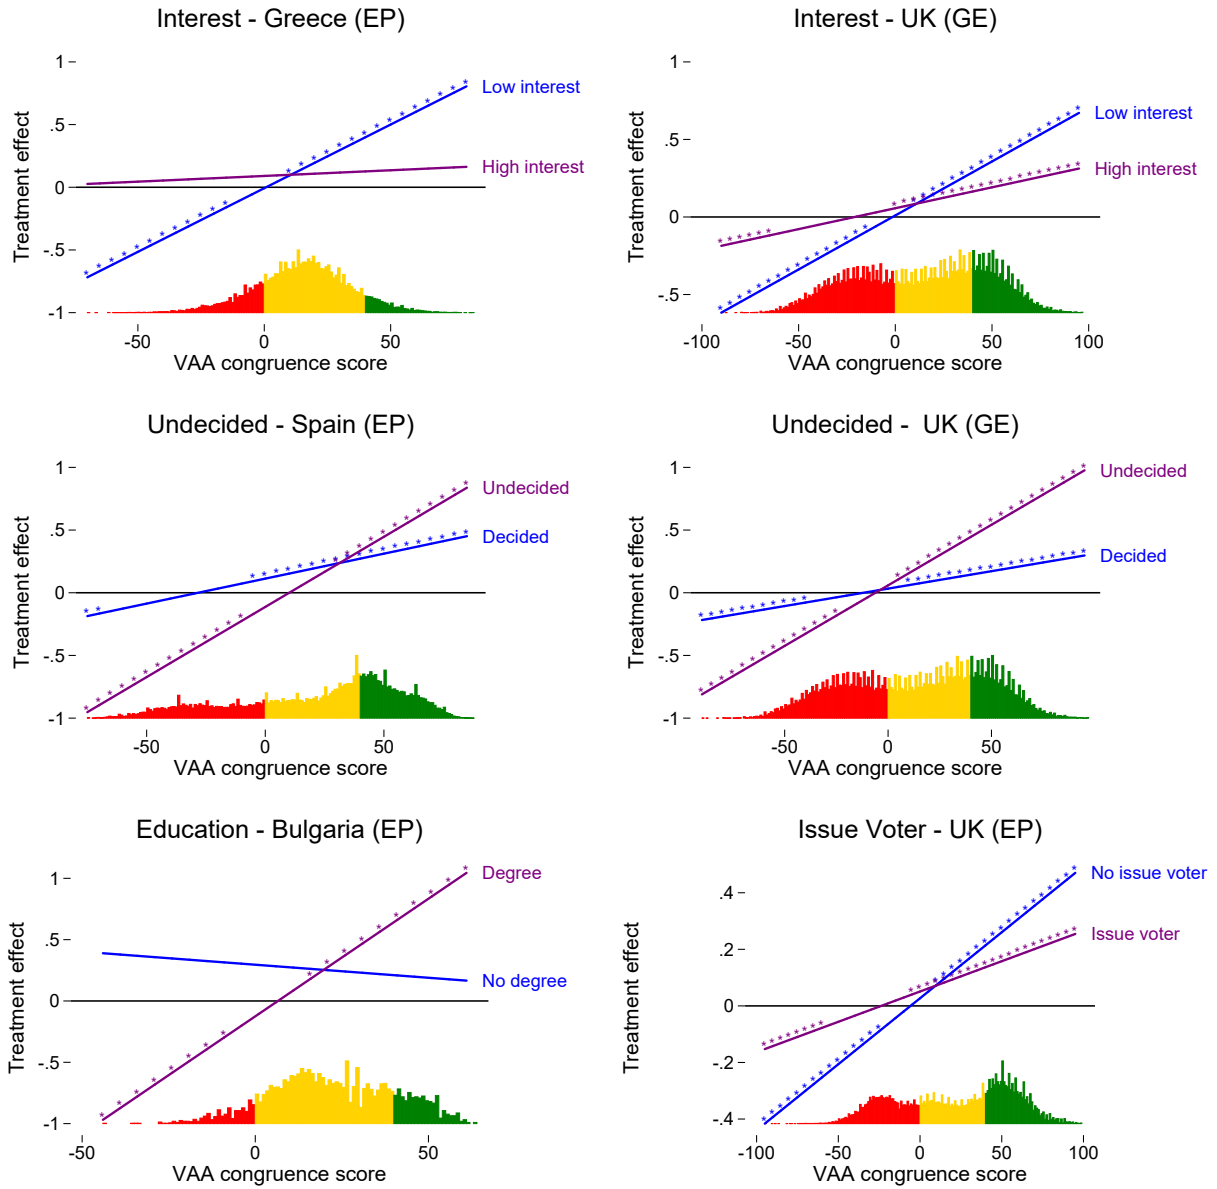 Interest - Greece (EP)
1
.5
0
-.5
-1
Treatment effect
Low interest
High interest
-50 0 50
VAA congruence score
Interest - UK (GE)
1
.5
0
-.5
Treatment effect
Low interest
High interest
-100 -50 0 50 100
VAA congruence score
Undecided - Spain (EP)
1
.5
0
-.5
-1
Treatment effect
Undecided
Decided
-50 0 50
VAA congruence score
Undecided - UK (GE)
1
.5
0
-.5
-1
Treatment effect
Undecided
Decided
-50 0 50
VAA congruence score
Education - Bulgaria (EP)
1
.5
0
-.5
-1
Treatment effect
Degree
No degree
-50 0 50
VAA congruence score
Issue Voter - UK (EP)
.4
.2
0
-.2
-.4
Treatment effect
No issue voter
Issue voter
-100 -50 0 50 100
VAA congruence score